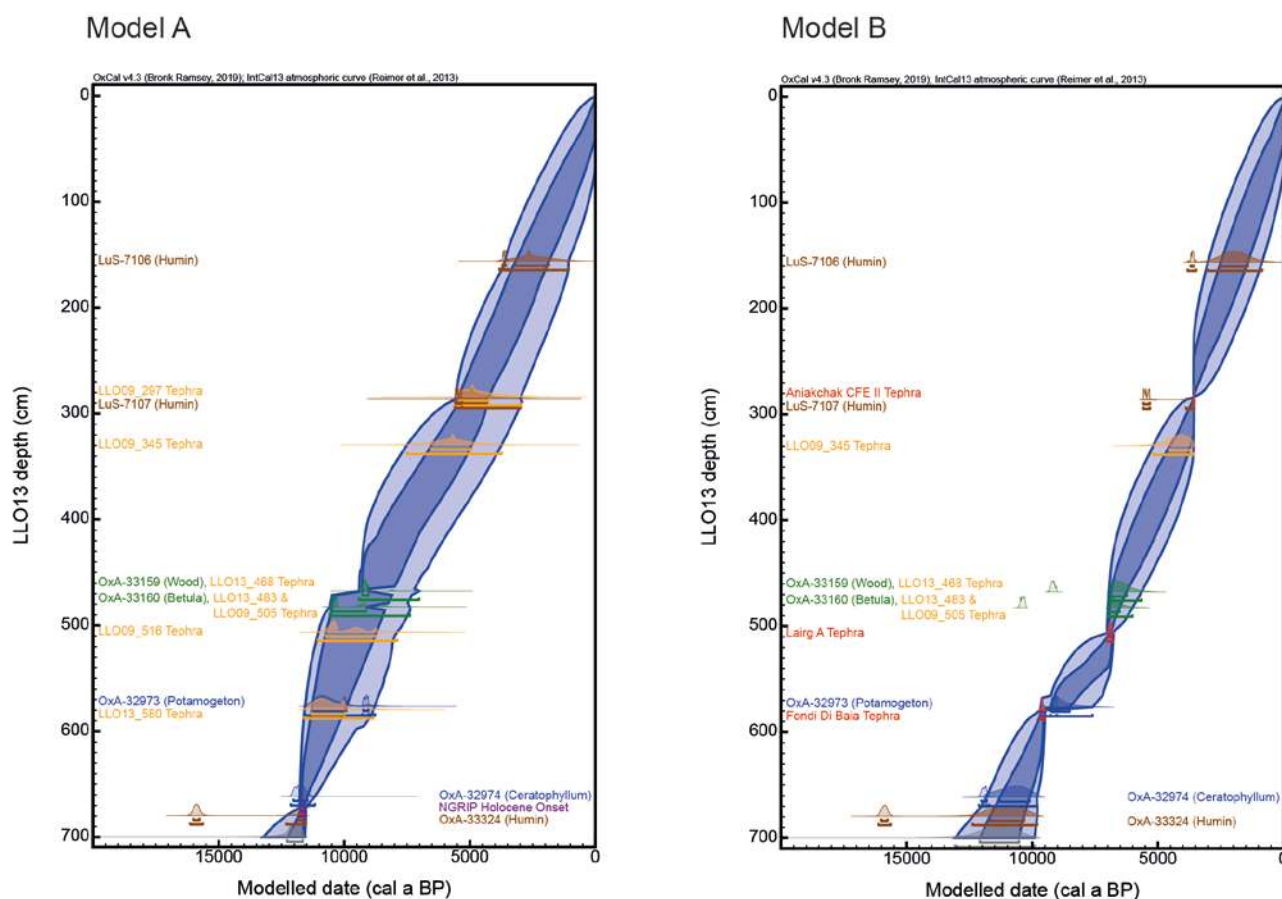 Model A
OxCal v4.3 (Bronk Ramsey, 2019); IntCal13 atmospheric curve (Reimer et al., 2013)
0
100
LuS-7106 (Humin)
200
LLO09_297 Tephra
300
LuS-7107 (Humin)
LLO09_345 Tephra
LLO13 depth (cm)
400
OxA-33159 (Wood), LLO13_468 Tephra
OxA-33160 (Betula), LLO13_483 &
LLO09_505 Tephra
500
LLO09_516 Tephra
OxA-32973 (Potamogeton)
LLO13_580 Tephra
600
OxA-32974 (Ceratophyllum)
NGRIP Holocene Onset
OxA-33324 (Humin)
700
15000 10000 5000 0
Modelled date (cal a BP)
Model B
OxCal v4.3 (Bronk Ramsey, 2019); IntCal13 atmospheric curve (Reimer et al., 2013)
0
100
LuS-7106 (Humin)
200
Aniakchak CFE II Tephra
300
LuS-7107 (Humin)
LLO09_345 Tephra
LLO13 depth (cm)
400
OxA-33159 (Wood), LLO13_468 Tephra
OxA-33160 (Betula), LLO13_483 &
LLO09_505 Tephra
500
Lairg A Tephra
OxA-32973 (Potamogeton)
Fondi Di Baia Tephra
600
OxA-32974 (Ceratophyllum)
OxA-33324 (Humin)
700
15000 10000 5000 0
Modelled date (cal a BP)